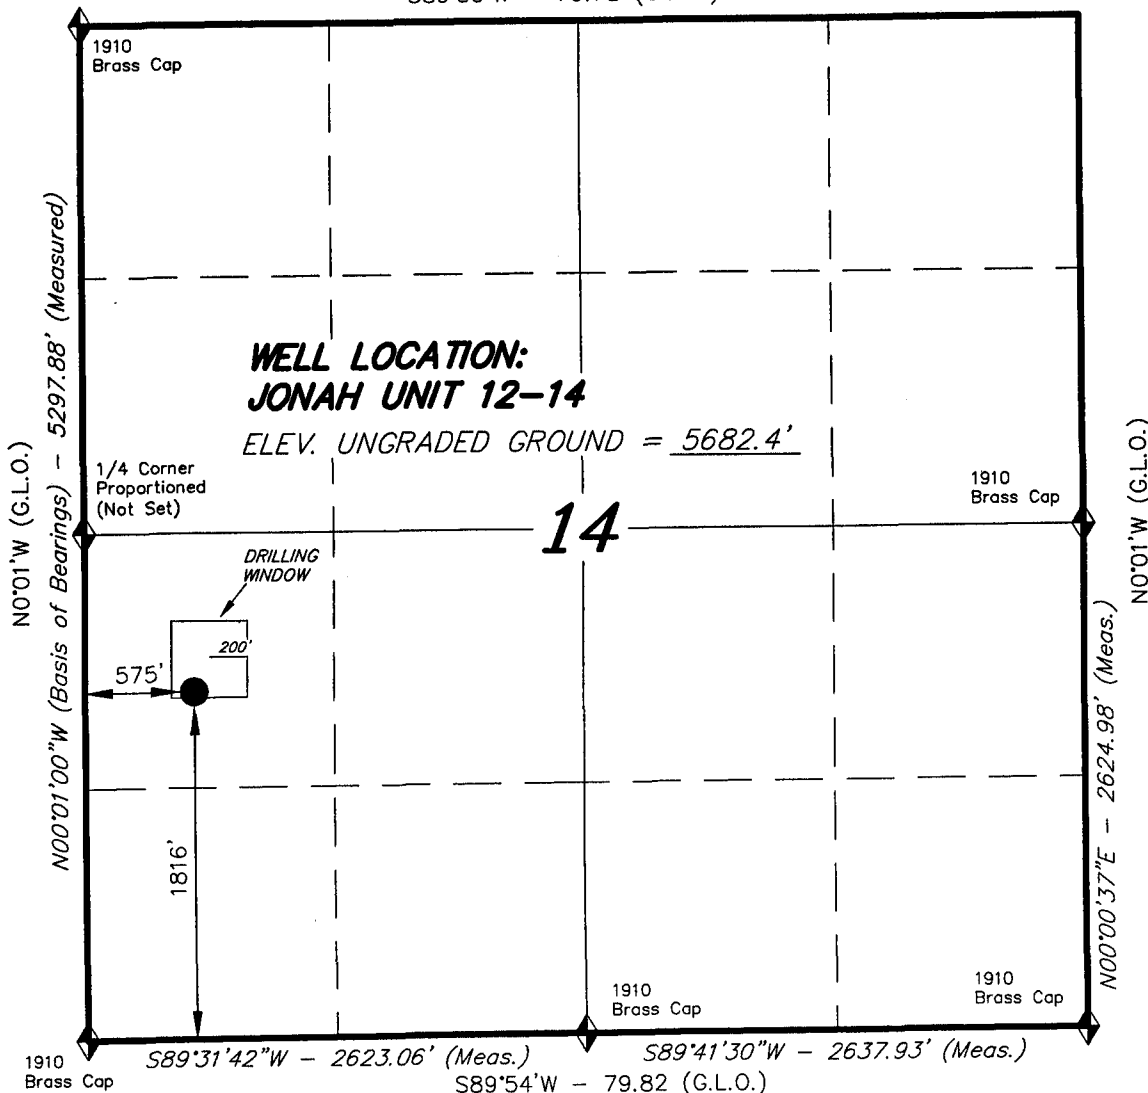 1910
Brass Cap
N0°01'W (G.L.O.)
N00°01'00"W (Basis of Bearings) - 5297.88' (Measured)
WELL LOCATION:
JONAH UNIT 12-14
ELEV. UNGRADED GROUND = 5682.4'
1/4 Corner
Proportioned
(Not Set)
1910
Brass Cap
14
DRILLING
WINDOW
200'
575'
1816'
N0°01'W (G.L.O.)
N00°00'37"E - 2624.98' (Meas.)
1910
Brass Cap
1910
Brass Cap
1910
Brass Cap
S89°31'42"W - 2623.06' (Meas.)
S89°41'30"W - 2637.93' (Meas.)
S89°54'W - 79.82 (G.L.O.)